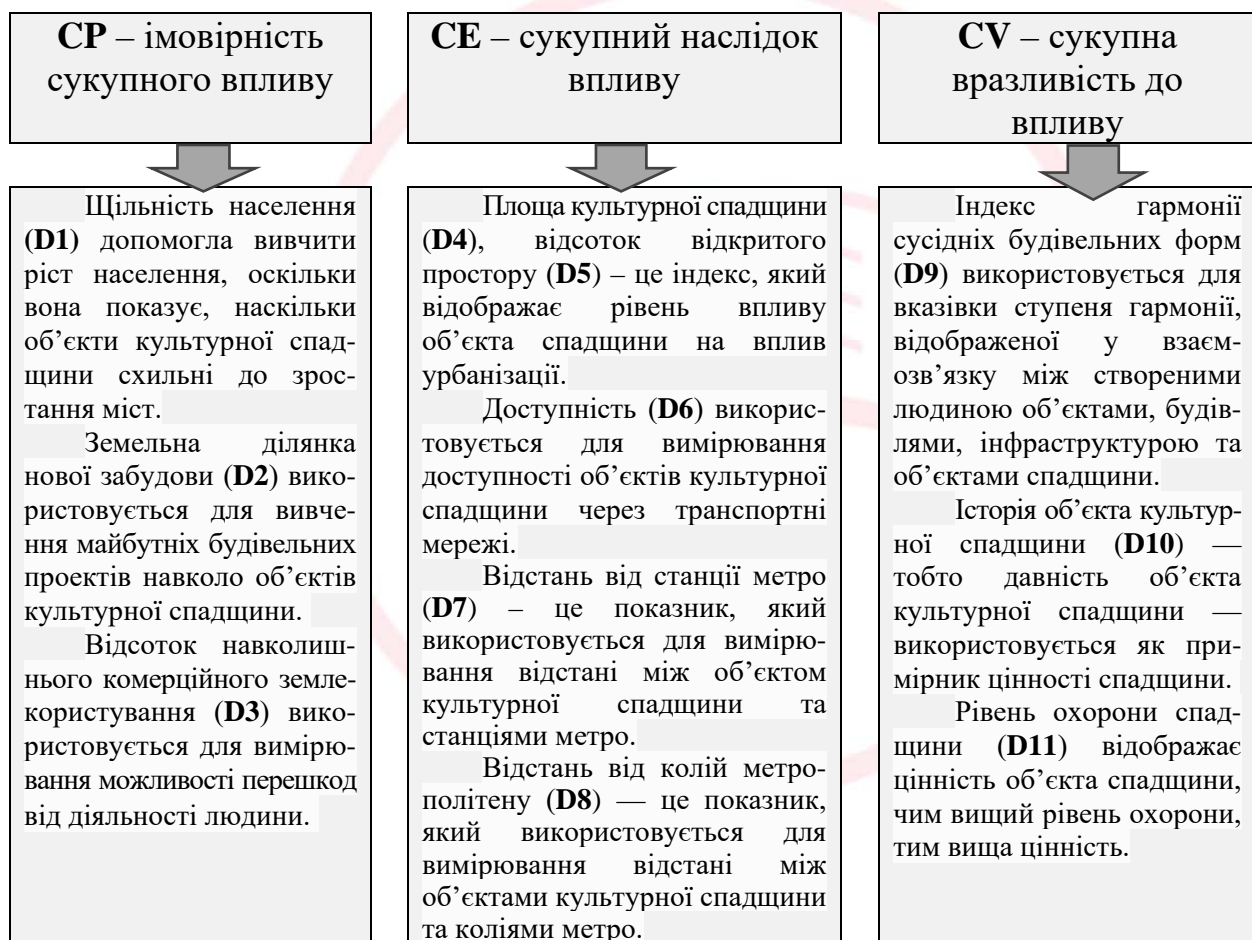 CP – імовірність
сукупного впливу
CE – сукупний наслідок
впливу
CV – сукупна
вразливість до
впливу
Щільність населення
(D1) допомогла вивчити
ріст населення, оскільки
вона показує, наскільки
об’єкти культурної спад-
щини схильні до зрос-
тання міст.
Земельна ділянка
нової забудови (D2) вико-
ристовується для вивче-
ння майбутніх будівельних
проектів навколо об’єктів
культурної спадщини.
Відсоток навколиш-
нього комерційного земле-
користування (D3) вико-
ристовується для вимірю-
вання можливості перешкод
від діяльності людини.
Площа культурної спадщини
(D4), відсоток відкритого
простору (D5) – це індекс, який
відображає рівень впливу
об’єкта спадщини на вплив
урбанізації.
Доступність (D6) викорис-
товується для вимірювання
доступності об’єктів культурної
спадщини через транспортні
мережі.
Відстань від станції метро
(D7) – це показник, який
використовується для вимірю-
вання відстані між об’єктом
культурної спадщини та
станціями метро.
Відстань від колій метро-
політену (D8) — це показник,
який використовується для
вимірювання відстані між
об’єктами культурної спадщини
та коліями метро.
Індекс гармонії
сусідніх будівельних форм
(D9) використовується для
вказівки ступеня гармонії,
відображеної у взаєм-
озв’язку між створеними
людиною об’єктами, будів-
лями, інфраструктурою та
об’єктами спадщини.
Історія об’єкта культур-
ної спадщини (D10) —
тобто давність об’єкта
культурної спадщини —
використовується як при-
мірник цінності спадщини.
Рівень охорони спад-
щини (D11) відображає
цінність об’єкта спадщини,
чим вищий рівень охорони,
тим вища цінність.